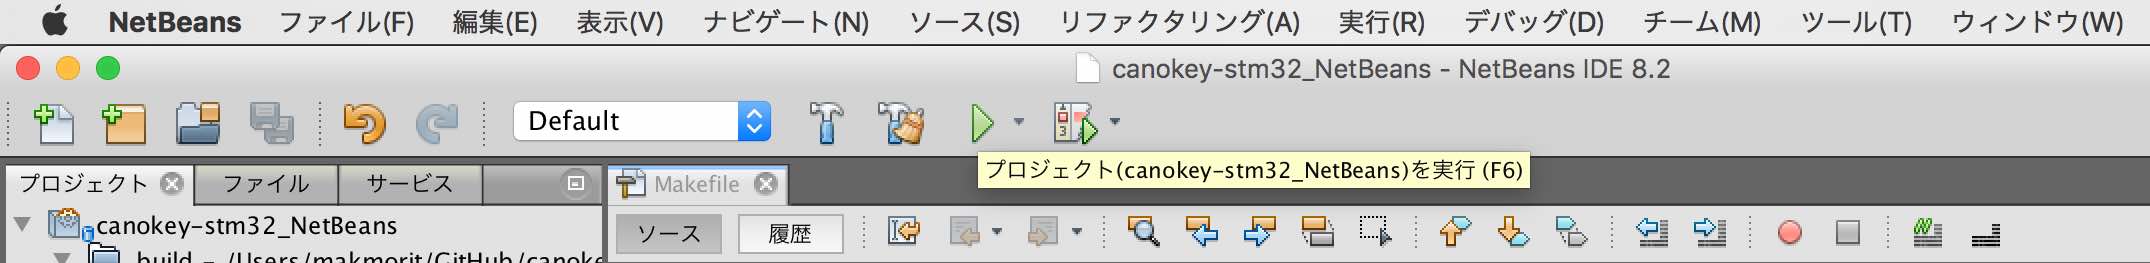 NetBeans ファイル(F) 編集(E) 表示(V) ナビゲート(N) ソース(S) リファクタリング(A) 実行(R) デバッグ(D) チーム(M) ツール(T) ウィンドウ(W)
canokey-stm32_NetBeans - NetBeans IDE 8.2
Default
プロジェクト(canokey-stm32_NetBeans)を実行 (F6)
プロジェクト ファイル サービス Makefile
canokey-stm32_NetBeans
ソース 履歴
build - /Users/makmorit/GitHub/canoke